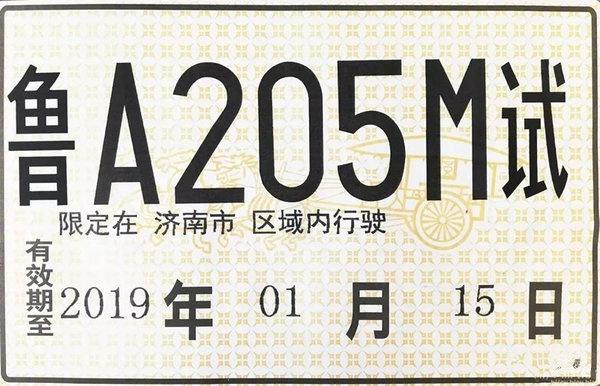 鲁A205M试
限定在 济南市 区域内行驶
有效期至 2019 年 01 月 15 日